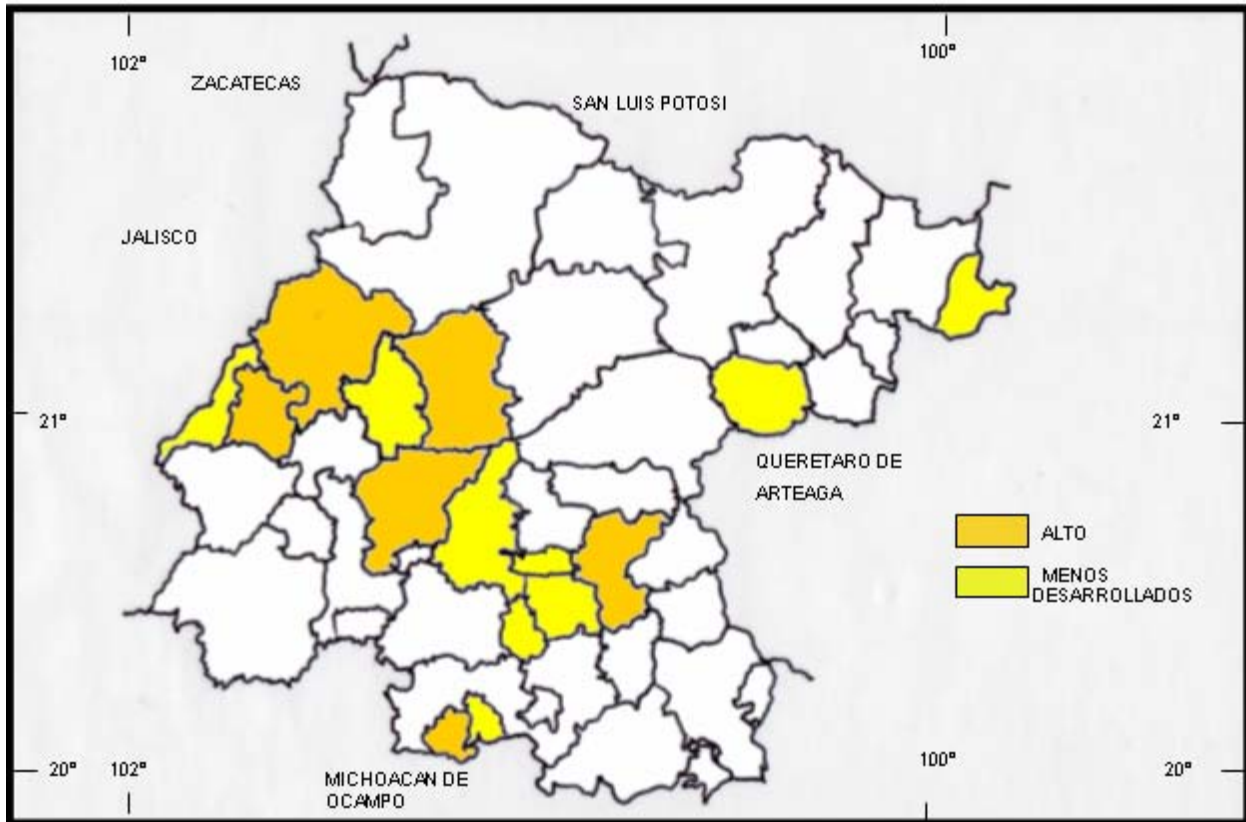 102°
100°
ZACATECAS
SAN LUIS POTOSI
JALISCO
21°
21°
QUERETARO DE
ARTEAGA
ALTO
MENOS
DESARROLLADOS
20°
102°
MICHOACAN DE
OCAMPO
100°
20°